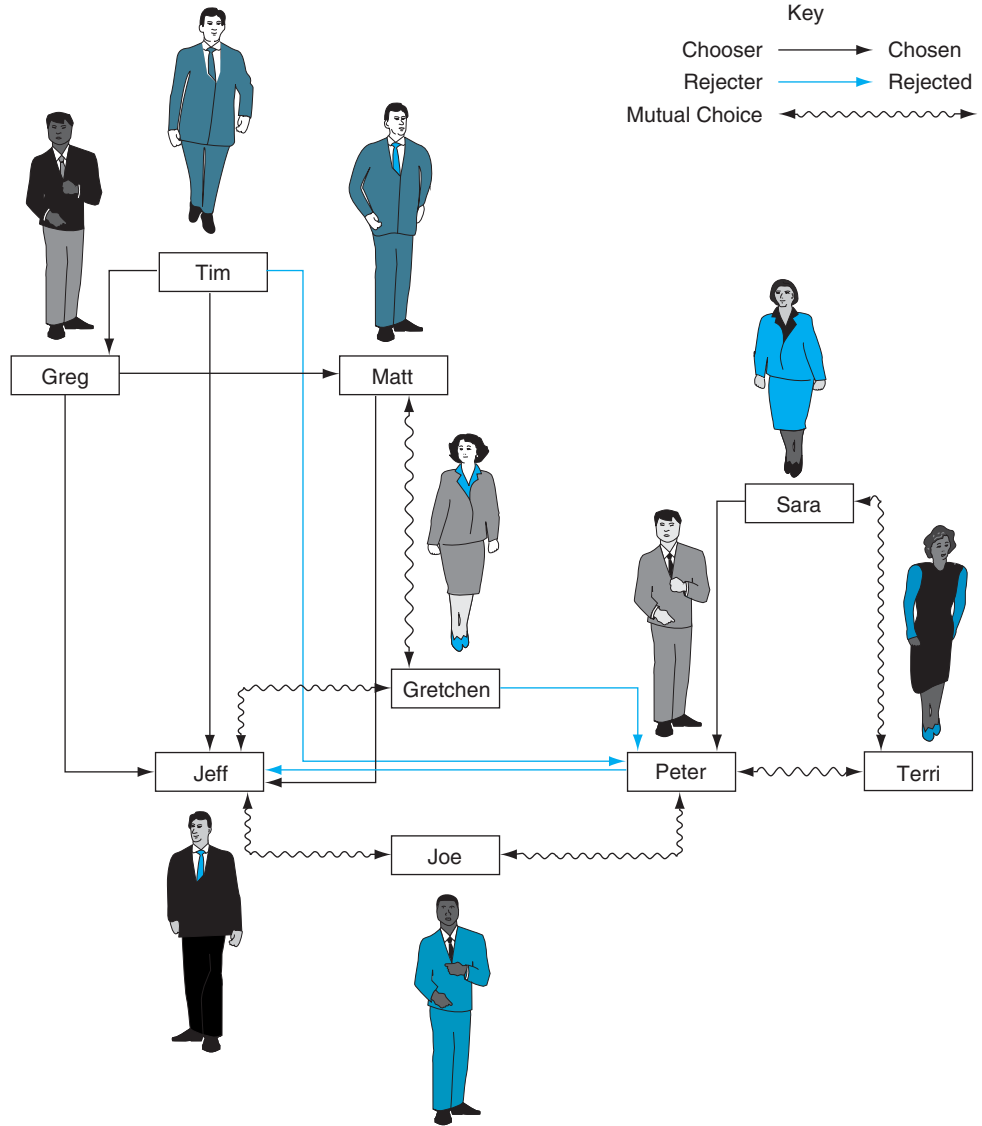 Key
Chooser Chosen
Rejecter Rejected
Mutual Choice
Tim
Greg
Matt
Sara
Gretchen
Jeff
Peter
Terri
Joe